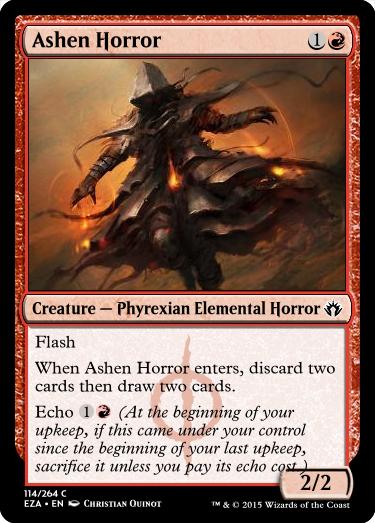 Ashen Horror 1
Creature — Phyrexian Elemental Horror
Flash
When Ashen Horror enters, discard two
cards then draw two cards.
Echo 1 (At the beginning of your
upkeep, if this came under your control
since the beginning of your last upkeep,
sacrifice it unless you pay its echo cost.)
2/2
114/264 C
EZA • EN Christian Quinot
™ & © 2015 Wizards of the Coast